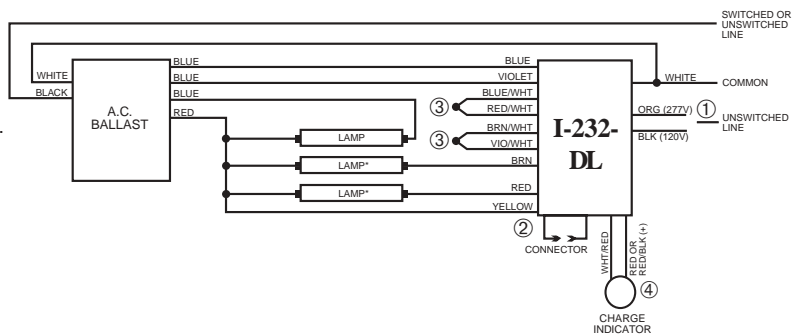 SWITCHED OR
UNSWITCHED
LINE
BLUE
BLUE
WHITE
BLUE
VIOLET
WHITE
COMMON
BLACK
BLUE
BLUE/WHT
A.C.
BALLAST
RED
③
RED/WHT
I-232-
DL
ORG (277V)
①
UNSWITCHED
LINE
LAMP
③
BRN/WHT
VIO/WHT
BLK (120V)
LAMP*
BRN
LAMP*
RED
YELLOW
②
CONNECTOR
WHT/RED
RED OR
RED/BLK (+)
④
CHARGE
INDICATOR